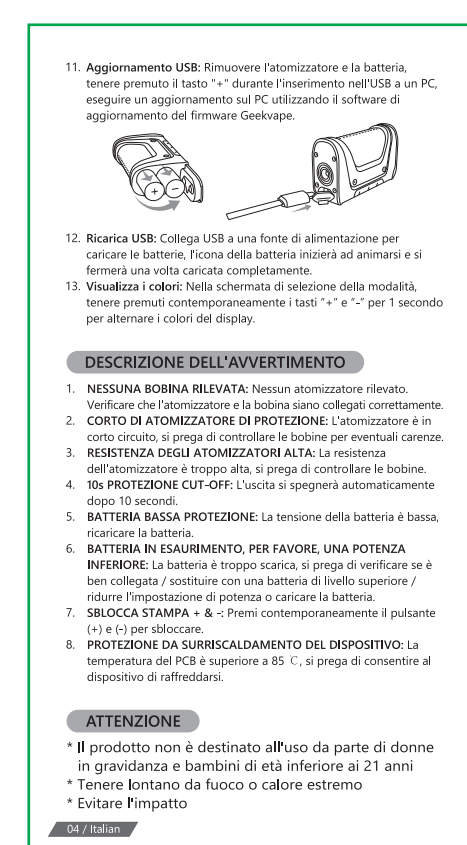 11. Aggiornamento USB: Rimuovere l'atomizzatore e la batteria,
tenere premuto il tasto "+" durante l'inserimento nell'USB a un PC,
eseguire un aggiornamento sul PC utilizzando il software di
aggiornamento del firmware Geekvape.
+ −
12. Ricarica USB: Collega USB a una fonte di alimentazione per
caricare le batterie, l'icona della batteria inizierà ad animarsi e si
fermerà una volta caricata completamente.
13. Visualizza i colori: Nella schermata di selezione della modalità,
tenere premuti contemporaneamente i tasti "+" e "-" per 1 secondo
per alternare i colori del display.
DESCRIZIONE DELL'AVVERTIMENTO
1. NESSUNA BOBINA RILEVATA: Nessun atomizzatore rilevato.
Verificare che l'atomizzatore e la bobina siano collegati correttamente.
2. CORTO DI ATOMIZZATORE DI PROTEZIONE: L'atomizzatore è in
corto circuito, si prega di controllare le bobine per eventuali carenze.
3. RESISTENZA DEGLI ATOMIZZATORI ALTA: La resistenza
dell'atomizzatore è troppo alta, si prega di controllare le bobine.
4. 10s PROTEZIONE CUT-OFF: L'uscita si spegnerà automaticamente
dopo 10 secondi.
5. BATTERIA BASSA PROTEZIONE: La tensione della batteria è bassa,
ricaricare la batteria.
6. BATTERIA IN ESAURIMENTO, PER FAVORE, UNA POTENZA
INFERIORE: La batteria è troppo scarica, si prega di verificare se è
ben collegata / sostituire con una batteria di livello superiore /
ridurre l'impostazione di potenza o caricare la batteria.
7. SBLOCCA STAMPA + & -: Premi contemporaneamente il pulsante
(+) e (-) per sbloccare.
8. PROTEZIONE DA SURRISCALDAMENTO DEL DISPOSITIVO: La
temperatura del PCB è superiore a 85 ℃, si prega di consentire al
dispositivo di raffreddarsi.
ATTENZIONE
* Il prodotto non è destinato all'uso da parte di donne
in gravidanza e bambini di età inferiore ai 21 anni
* Tenere lontano da fuoco o calore estremo
* Evitare l'impatto
04 / Italian